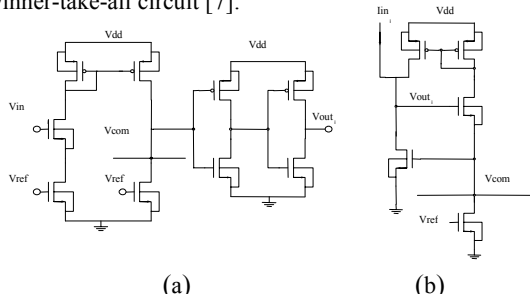 winner-take-all circuit [7].
Iin i
Vdd
Vdd
Vdd
Vin
Vout i
Vout i
Vcom
Vref
Vref
Vcom
Vref
(a)
(b)